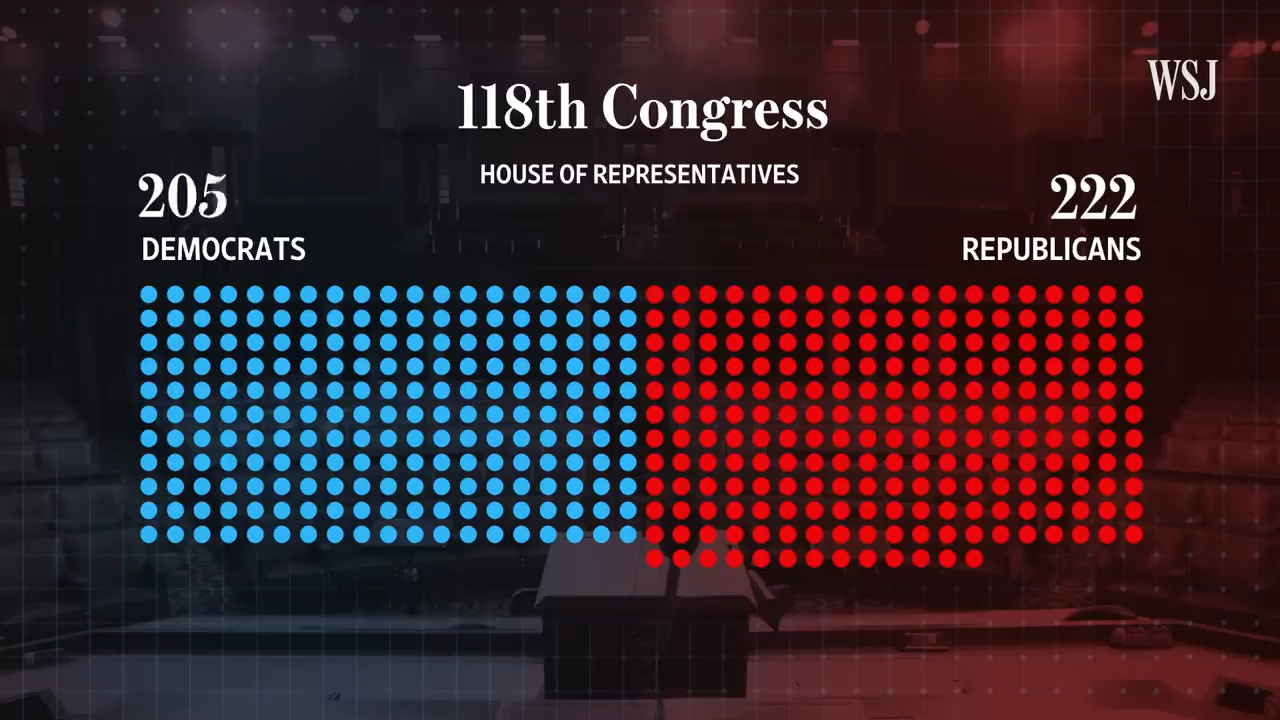 WSJ
118th Congress
HOUSE OF REPRESENTATIVES
205
DEMOCRATS
222
REPUBLICANS